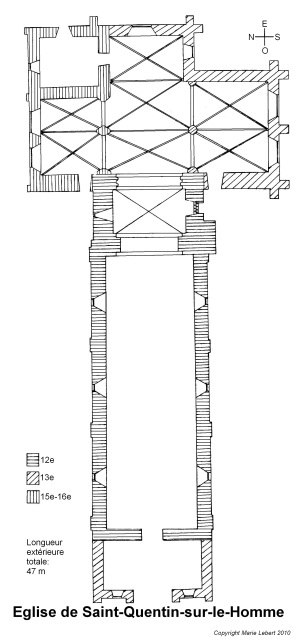 E
N S
O
12e
13e
15e-16e
Longueur
extérieure
totale:
47 m
Eglise de Saint-Quentin-sur-le-Homme
Copyright Marie Lebert 2010